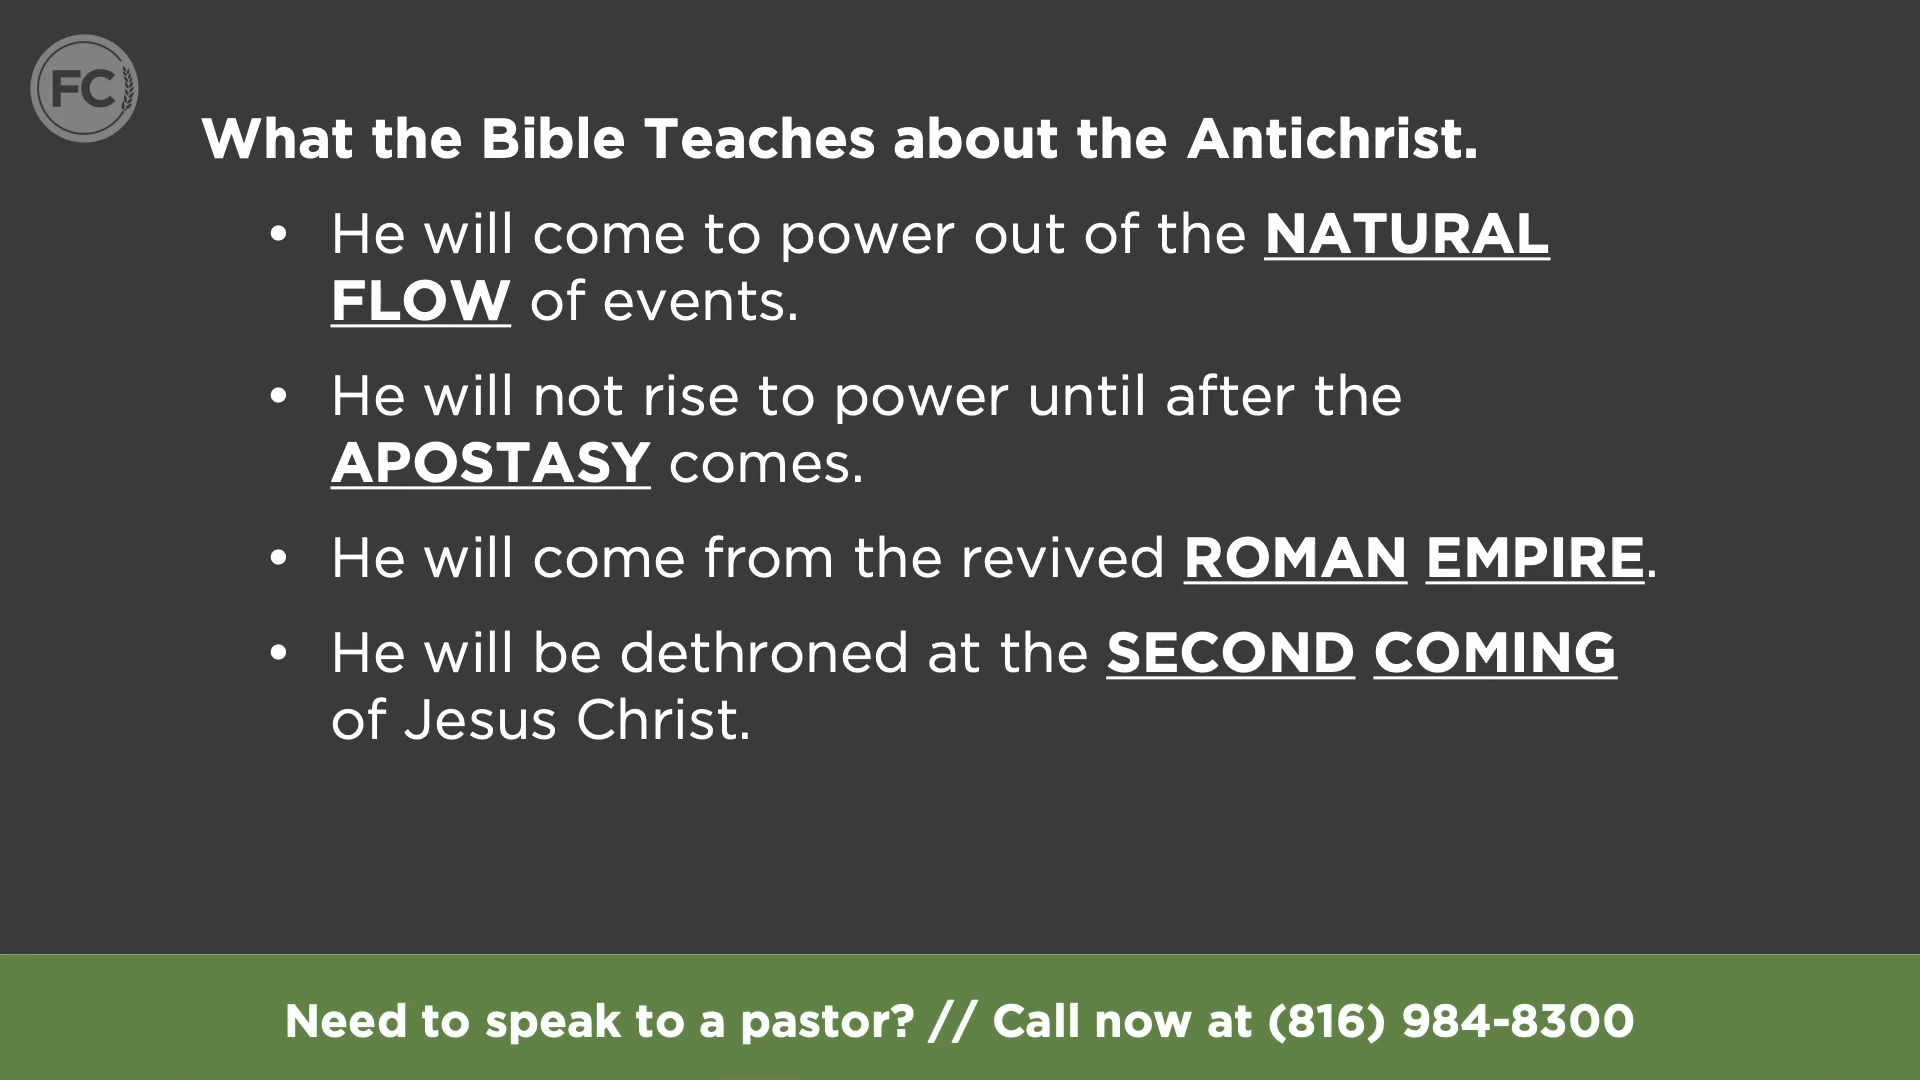 FC
What the Bible Teaches about the Antichrist.
• He will come to power out of the NATURAL
FLOW of events.
• He will not rise to power until after the
APOSTASY comes.
• He will come from the revived ROMAN EMPIRE.
• He will be dethroned at the SECOND COMING
of Jesus Christ.
Need to speak to a pastor? // Call now at (816) 984-8300